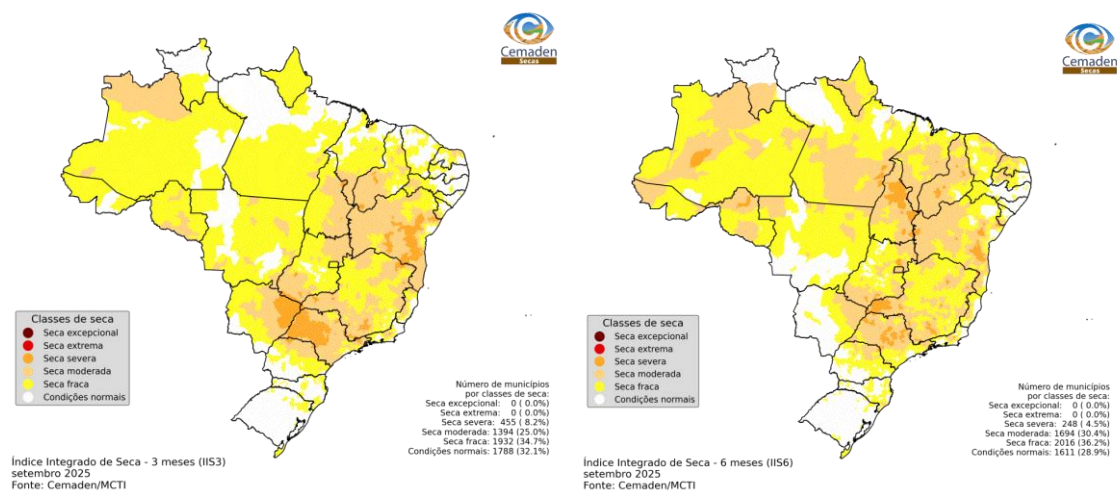 Cemaden
Secas
Classes de seca
Seca excepcional
Seca extrema
Seca severa
Seca moderada
Seca fraca
Condições normais
Número de municípios
por classes de seca:
Seca excepcional: 0 ( 0.0%)
Seca extrema: 0 ( 0.0%)
Seca severa: 455 ( 8.2%)
Seca moderada: 1394 (25.0%)
Seca fraca: 1932 (34.7%)
Condições normais: 1788 (32.1%)
Índice Integrado de Seca - 3 meses (IIS3)
setembro 2025
Fonte: Cemaden/MCTI
Cemaden
Secas
Classes de seca
Seca excepcional
Seca extrema
Seca severa
Seca moderada
Seca fraca
Condições normais
Número de municípios
por classes de seca:
Seca excepcional: 0 ( 0.0%)
Seca extrema: 0 ( 0.0%)
Seca severa: 248 ( 4.5%)
Seca moderada: 1694 (30.4%)
Seca fraca: 2016 (36.2%)
Condições normais: 1611 (28.9%)
Índice Integrado de Seca - 6 meses (IIS6)
setembro 2025
Fonte: Cemaden/MCTI